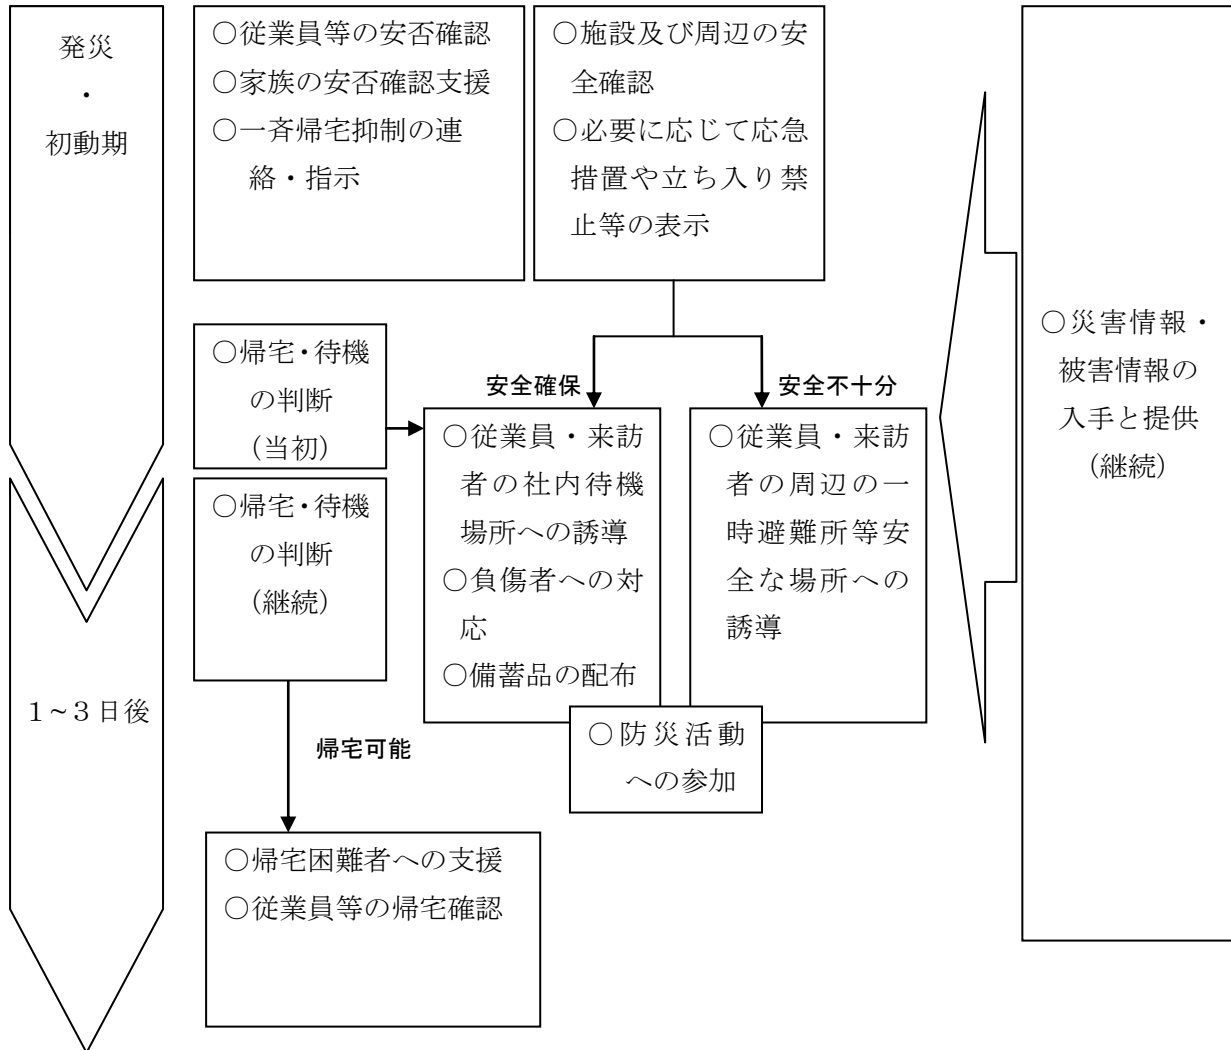 発災
・
初動期
○従業員等の安否確認
○家族の安否確認支援
○一斉帰宅抑制の連
絡・指示
○施設及び周辺の安
全確認
○必要に応じて応急
措置や立ち入り禁
止等の表示
○帰宅・待機
の判断
(当初)
安全確保
安全不十分
○従業員・来訪
者の社内待機
場所への誘導
○負傷者への対
応
○備蓄品の配布
○従業員・来訪
者の周辺の一
時避難所等安
全な場所への
誘導
○災害情報・
被害情報の
入手と提供
(継続)
○帰宅・待機
の判断
(継続)
1~3日後
帰宅可能
○防災活動
への参加
○帰宅困難者への支援
○従業員等の帰宅確認